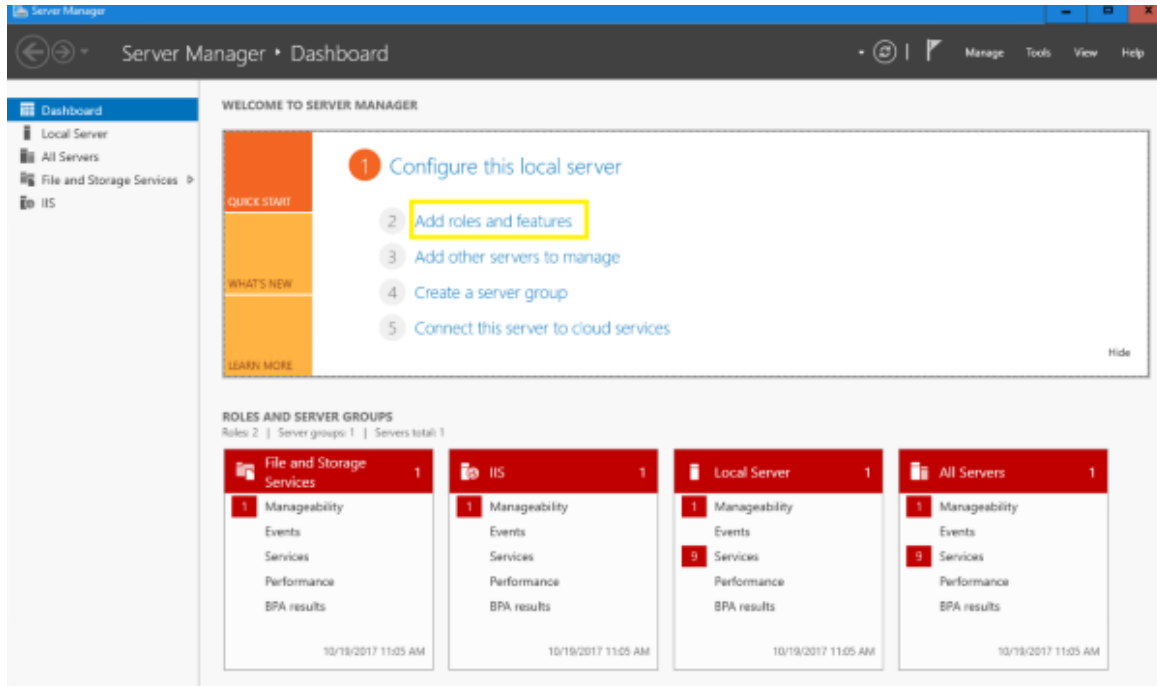 Server Manager
Server Manager • Dashboard
Manage Tools View Help
Dashboard
Local Server
All Servers
File and Storage Services
IIS
WELCOME TO SERVER MANAGER
QUICK START
WHAT'S NEW
LEARN MORE
1 Configure this local server
2 Add roles and features
3 Add other servers to manage
4 Create a server group
5 Connect this server to cloud services
Hide
ROLES AND SERVER GROUPS
Roles: 2 | Server groups: 1 | Servers total: 1
File and Storage
Services 1
1 Manageability
Events
Services
Performance
BPA results
10/19/2017 11:05 AM
IIS 1
1 Manageability
Events
Services
Performance
BPA results
10/19/2017 11:05 AM
Local Server 1
1 Manageability
Events
9 Services
Performance
BPA results
10/19/2017 11:05 AM
All Servers 1
1 Manageability
Events
9 Services
Performance
BPA results
10/19/2017 11:05 AM